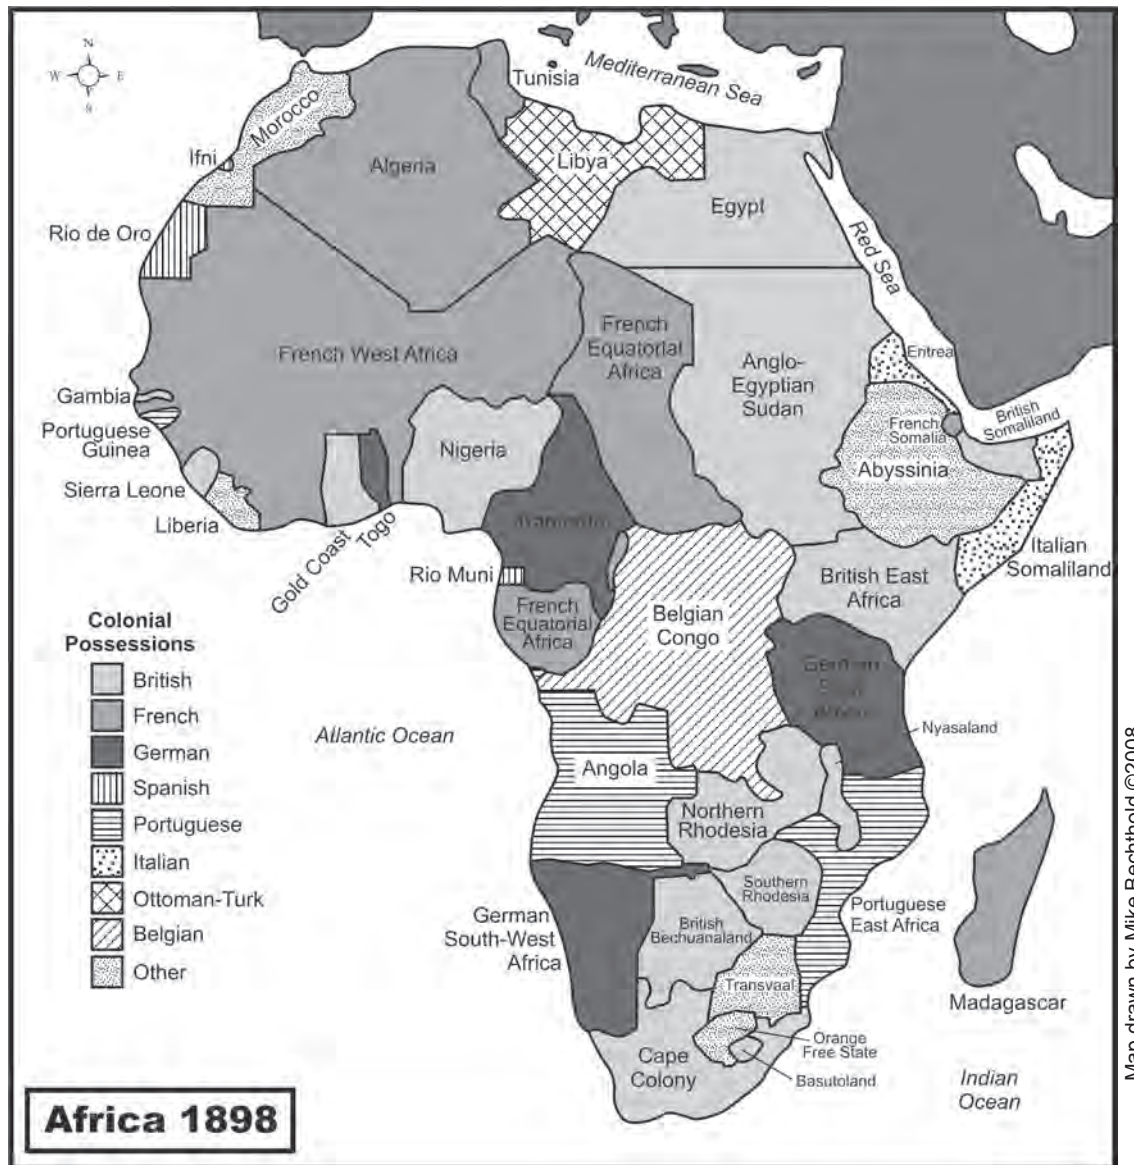 N
W E
S
Tunisia
Mediterranean Sea
Morocco
Ifni
Algeria
Libya
Egypt
Rio de Oro
Red Sea
French West Africa
French
Equatorial
Africa
Anglo-
Egyptian
Sudan
Eritrea
Gambia
Portuguese
Guinea
Nigeria
French
Somalia
British
Somaliland
Abyssinia
Sierra Leone
Liberia
Gold Coast
Togo
Rio Muni
Italian
Somaliland
British East
Africa
French
Equatorial
Africa
Belgian
Congo
German
Nyasaland
Colonial
Possessions
British
French
German
Spanish
Portuguese
Italian
Ottoman-Turk
Belgian
Other
Atlantic Ocean
Angola
Northern
Rhodesia
Southern
Rhodesia
German
South-West
Africa
British
Bechuanaland
Portuguese
East Africa
Transvaal
Madagascar
Orange
Free State
Cape
Colony
Basutoland
Indian
Ocean
Africa 1898
Map drawn by Mike Bechthold ©2008